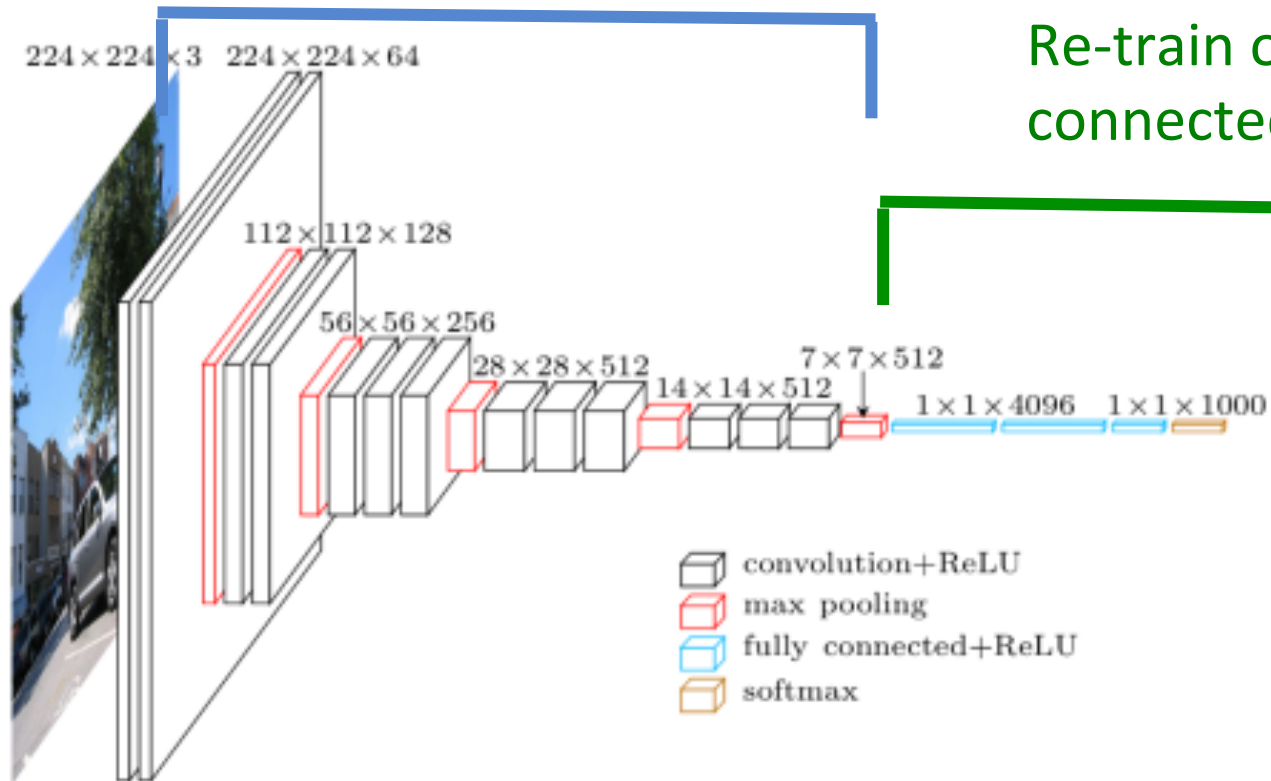 Re-train o
connected
224×224×3 224×224×64
112×112×128
56×56×256
28×28×512
14×14×512
7×7×512
1×1×4096 1×1×1000
convolution+ReLU
max pooling
fully connected+ReLU
softmax